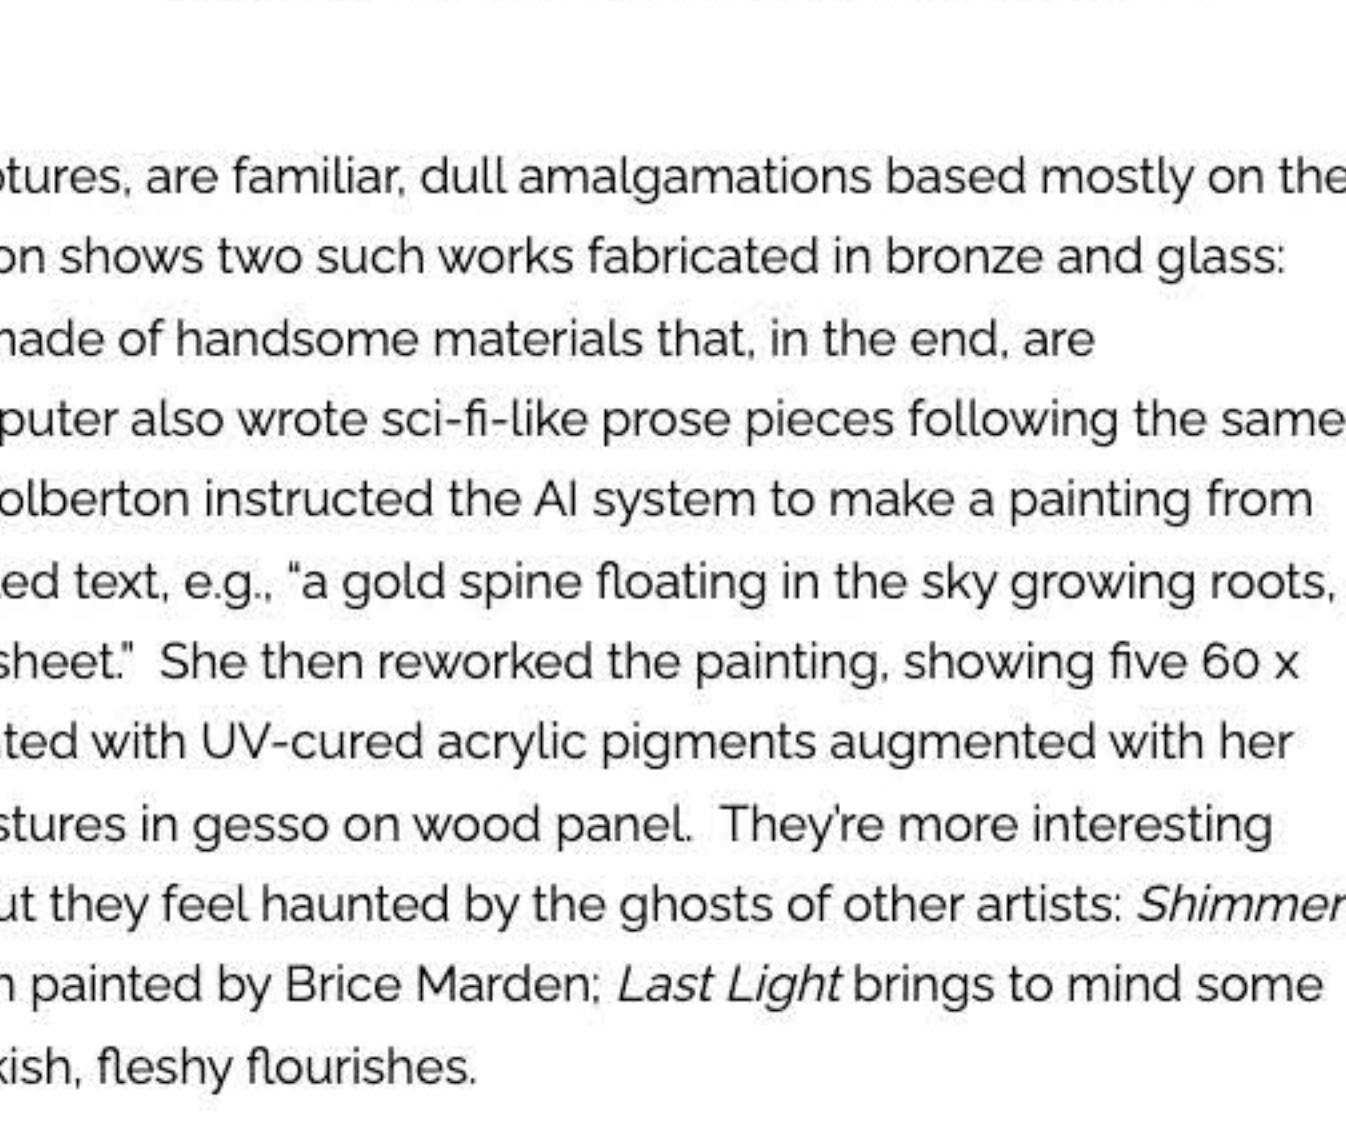 tures, are familiar, dull amalgamations based mostly on the
on shows two such works fabricated in bronze and glass:
made of handsome materials that, in the end, are
puter also wrote sci-fi-like prose pieces following the same
olberton instructed the AI system to make a painting from
ed text, e.g., “a gold spine floating in the sky growing roots,
sheet.”  She then reworked the painting, showing five 60 x
ted with UV-cured acrylic pigments augmented with her
stures in gesso on wood panel.  They’re more interesting
ut they feel haunted by the ghosts of other artists: Shimmer
n painted by Brice Marden; Last Light brings to mind some
kish, fleshy flourishes.